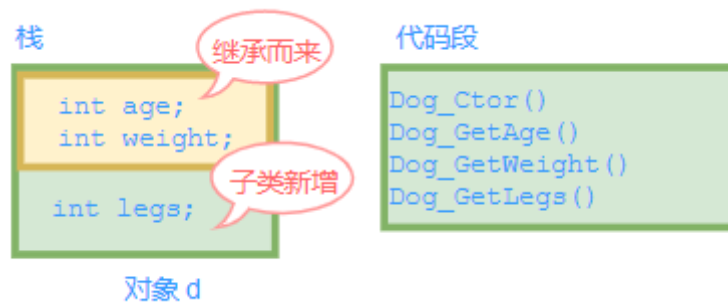 栈
继承而来
int age;
int weight;
子类新增
int legs;
对象 d
代码段
Dog_Ctor()
Dog_GetAge()
Dog_GetWeight()
Dog_GetLegs()